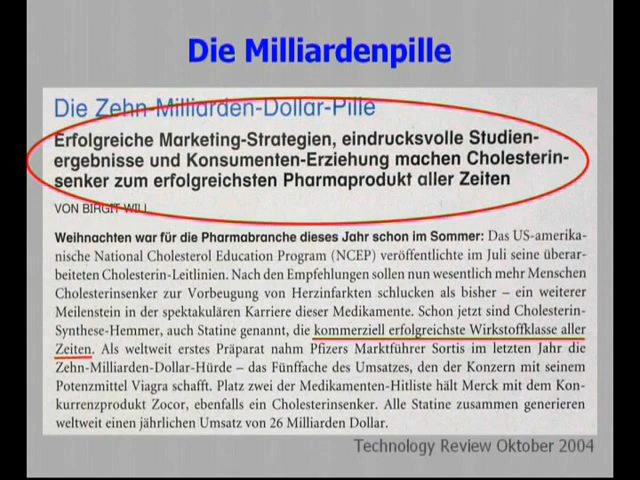 Die Milliardenpille
Die Zehn-Milliarden-Dollar-Pille
Erfolgreiche Marketing-Strategien, eindrucksvolle Studien-
ergebnisse und Konsumenten-Erziehung machen Cholesterin-
senker zum erfolgreichsten Pharmaprodukt aller Zeiten
VON BIRGIT WILL
Weihnachten war für die Pharmabranche dieses Jahr schon im Sommer: Das US-amerika-
nische National Cholesterol Education Program (NCEP) veröffentlichte im Juli seine überar-
beiteten Cholesterin-Leitlinien. Nach den Empfehlungen sollen nun wesentlich mehr Menschen
Cholesterinsenker zur Vorbeugung von Herzinfarkten schlucken als bisher – ein weiterer
Meilenstein in der spektakulären Karriere dieser Medikamente. Schon jetzt sind Cholesterin-
Synthese-Hemmer, auch Statine genannt, die kommerziell erfolgreichste Wirkstoffklasse aller
Zeiten. Als weltweit erstes Präparat nahm Pfizers Marktführer Sortis im letzten Jahr die
Zehn-Milliarden-Dollar-Hürde – das Fünffache des Umsatzes, den der Konzern mit seinem
Potenzmittel Viagra schafft. Platz zwei der Medikamenten-Hitliste hält Merck mit dem Kon-
kurrenzprodukt Zocor, ebenfalls ein Cholesterinsenker. Alle Statine zusammen generieren
weltweit einen jährlichen Umsatz von 26 Milliarden Dollar.
Technology Review Oktober 2004